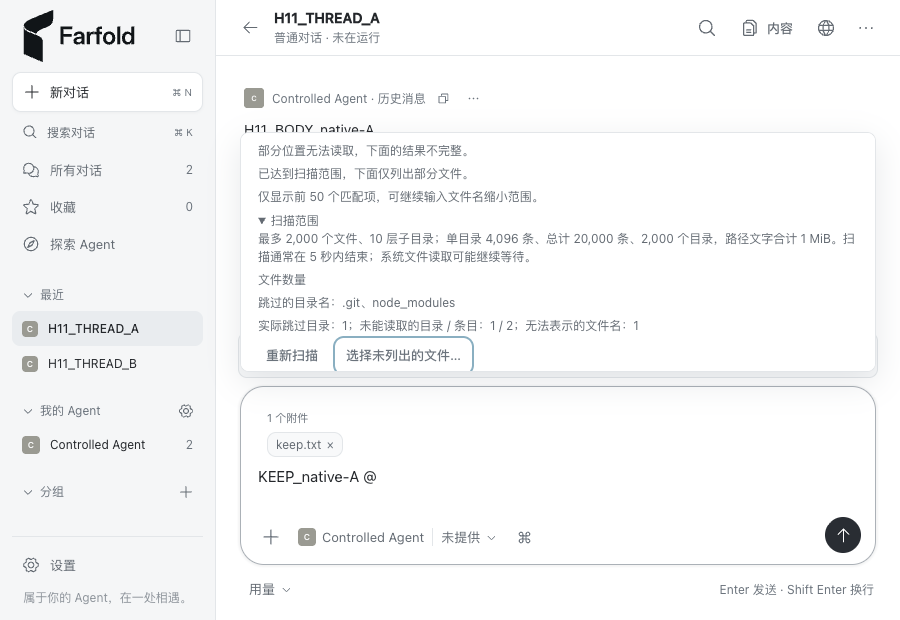 Farfold
新对话
⌘ N
搜索对话
⌘ K
所有对话
2
收藏
0
探索 Agent
最近
C
H11_THREAD_A
C
H11_THREAD_B
我的 Agent
C
Controlled Agent
2
分组
设置
属于你的 Agent，在一处相遇。
H11_THREAD_A
普通对话 · 未在运行
内容
C
Controlled Agent · 历史消息
H11_BODY_native-A
部分位置无法读取，下面的结果不完整。
已达到扫描范围，下面仅列出部分文件。
仅显示前 50 个匹配项，可继续输入文件名缩小范围。
▼ 扫描范围
最多 2,000 个文件、10 层子目录；单目录 4,096 条、总计 20,000 条、2,000 个目录，路径文字合计 1 MiB。扫
描通常在 5 秒内结束；系统文件读取可能继续等待。
文件数量
跳过的目录名：.git、node_modules
实际跳过目录：1；未能读取的目录 / 条目：1 / 2；无法表示的文件名：1
重新扫描
选择未列出的文件...
1 个附件
keep.txt ×
KEEP_native-A @
C
Controlled Agent
未提供
⌘
用量
Enter 发送 · Shift Enter 换行